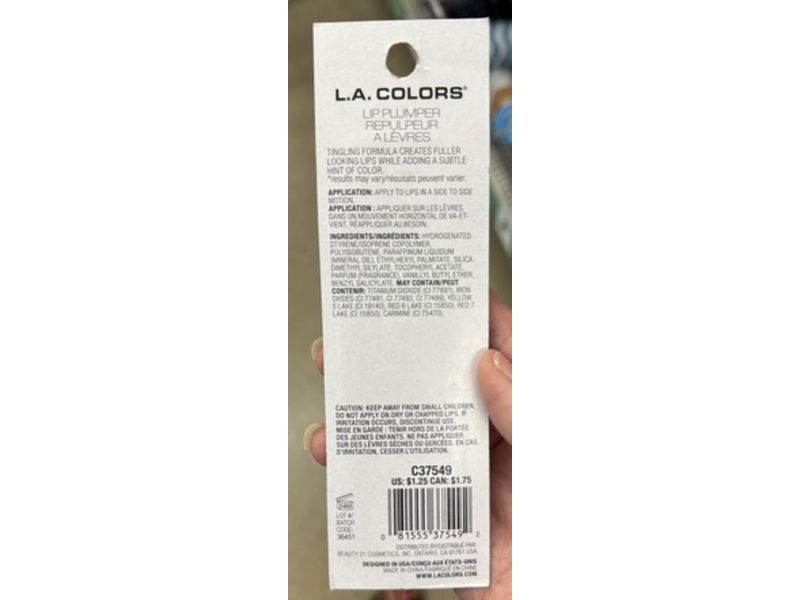 L.A. COLORS®
LIP PLUMPER
REPULPEUR
A LÈVRES
TINGLING FORMULA CREATES FULLER
LOOKING LIPS WHILE ADDING A SUBTLE
HINT OF COLOR.
*results may vary/résultats peuvent varier.
APPLICATION: APPLY TO LIPS IN A SIDE TO SIDE
MOTION.
APPLICATION : APPLIQUER SUR LES LÈVRES,
DANS UN MOUVEMENT HORIZONTAL DE VA-ET-
VIENT, RÉAPPLIQUER AU BESOIN.
INGREDIENTS/INGRÉDIENTS: HYDROGENATED
STYRENE/ISOPRENE COPOLYMER,
POLYISOBUTENE, PARAFFINUM LIQUIDUM
(MINERAL OIL), ETHYLHEXYL PALMITATE, SILICA
DIMETHYL SILYLATE, TOCOPHERYL ACETATE,
PARFUM (FRAGRANCE), VANILLYL BUTYL ETHER,
BENZYL SALICYLATE. MAY CONTAIN/PEUT
CONTENIR: TITANIUM DIOXIDE (CI 77891), IRON
OXIDES (CI 77491, CI 77492, CI 77499), YELLOW
5 LAKE (CI 19140), RED 6 LAKE (CI 15850), RED 7
LAKE (CI 15850), CARMINE (CI 75470).
CAUTION: KEEP AWAY FROM SMALL CHILDREN.
DO NOT APPLY ON DRY OR CHAPPED LIPS. IF
IRRITATION OCCURS, DISCONTINUE USE.
MISE EN GARDE : TENIR HORS DE LA PORTÉE
DES JEUNES ENFANTS. NE PAS APPLIQUER
SUR DES LÈVRES SÈCHES OU GERCÉES. EN CAS
D'IRRITATION, CESSER L'UTILISATION.
C37549
US: $1.25 CAN: $1.75
24M
LOT #/
BATCH
CODE:
36451
0 81555 37549 2
DISTRIBUTED BY/DISTRIBUÉ PAR:
BEAUTY 21 COSMETICS, INC. ONTARIO, CA 91761 USA
DESIGNED IN USA/CONÇU AUX ÉTATS-UNIS
MADE IN CHINA/FABRIQUÉ EN CHINE
WWW.LACOLORS.COM